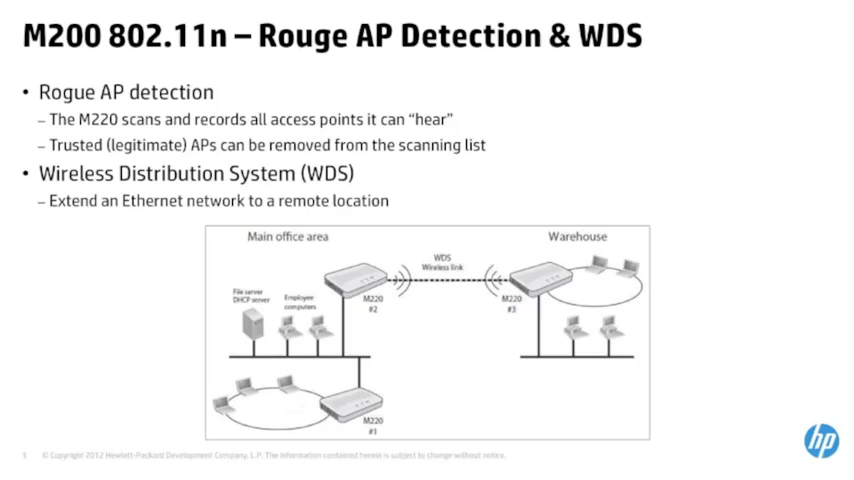 M200 802.11n – Rouge AP Detection & WDS
• Rogue AP detection
– The M220 scans and records all access points it can “hear”
– Trusted (legitimate) APs can be removed from the scanning list
• Wireless Distribution System (WDS)
– Extend an Ethernet network to a remote location
Main office area
Warehouse
WDS
Wireless link
File server
DHCP server
Employee
computers
M220
#2
M220
#3
M220
#1
hp
5 © Copyright 2012 Hewlett-Packard Development Company, L.P. The information contained herein is subject to change without notice.